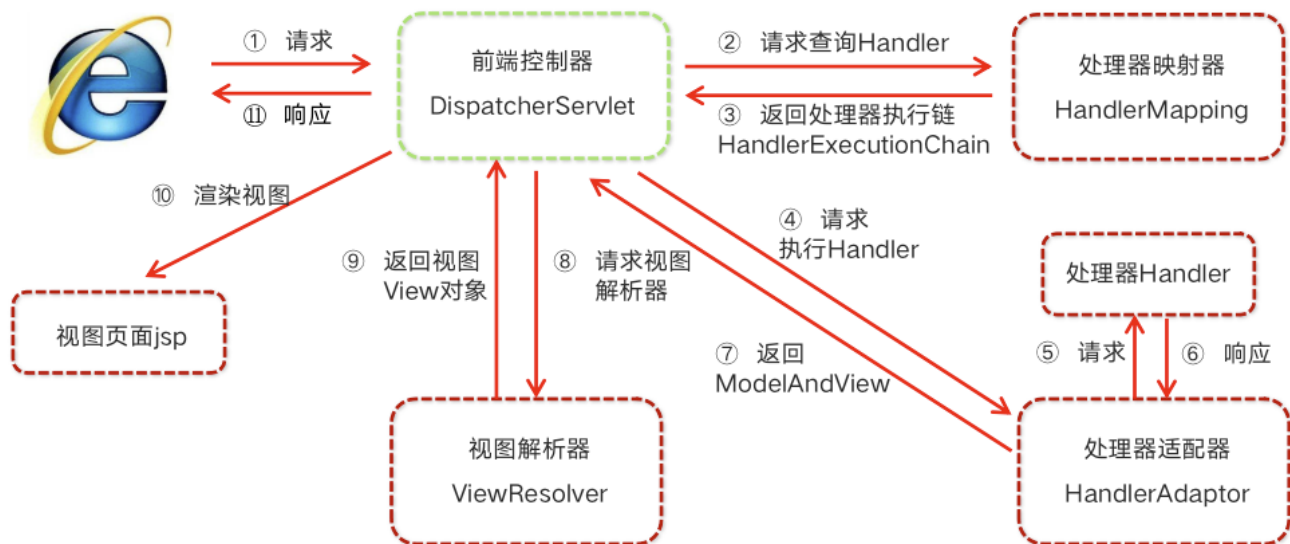 ① 请求
⑪ 响应
前端控制器
DispatcherServlet
② 请求查询Handler
③ 返回处理器执行链
HandlerExecutionChain
处理器映射器
HandlerMapping
⑩ 渲染视图
④ 请求
执行Handler
⑨ 返回视图
View对象
⑧ 请求视图
解析器
处理器Handler
视图页面jsp
⑦ 返回
ModelAndView
⑤ 请求
⑥ 响应
视图解析器
ViewResolver
处理器适配器
HandlerAdaptor